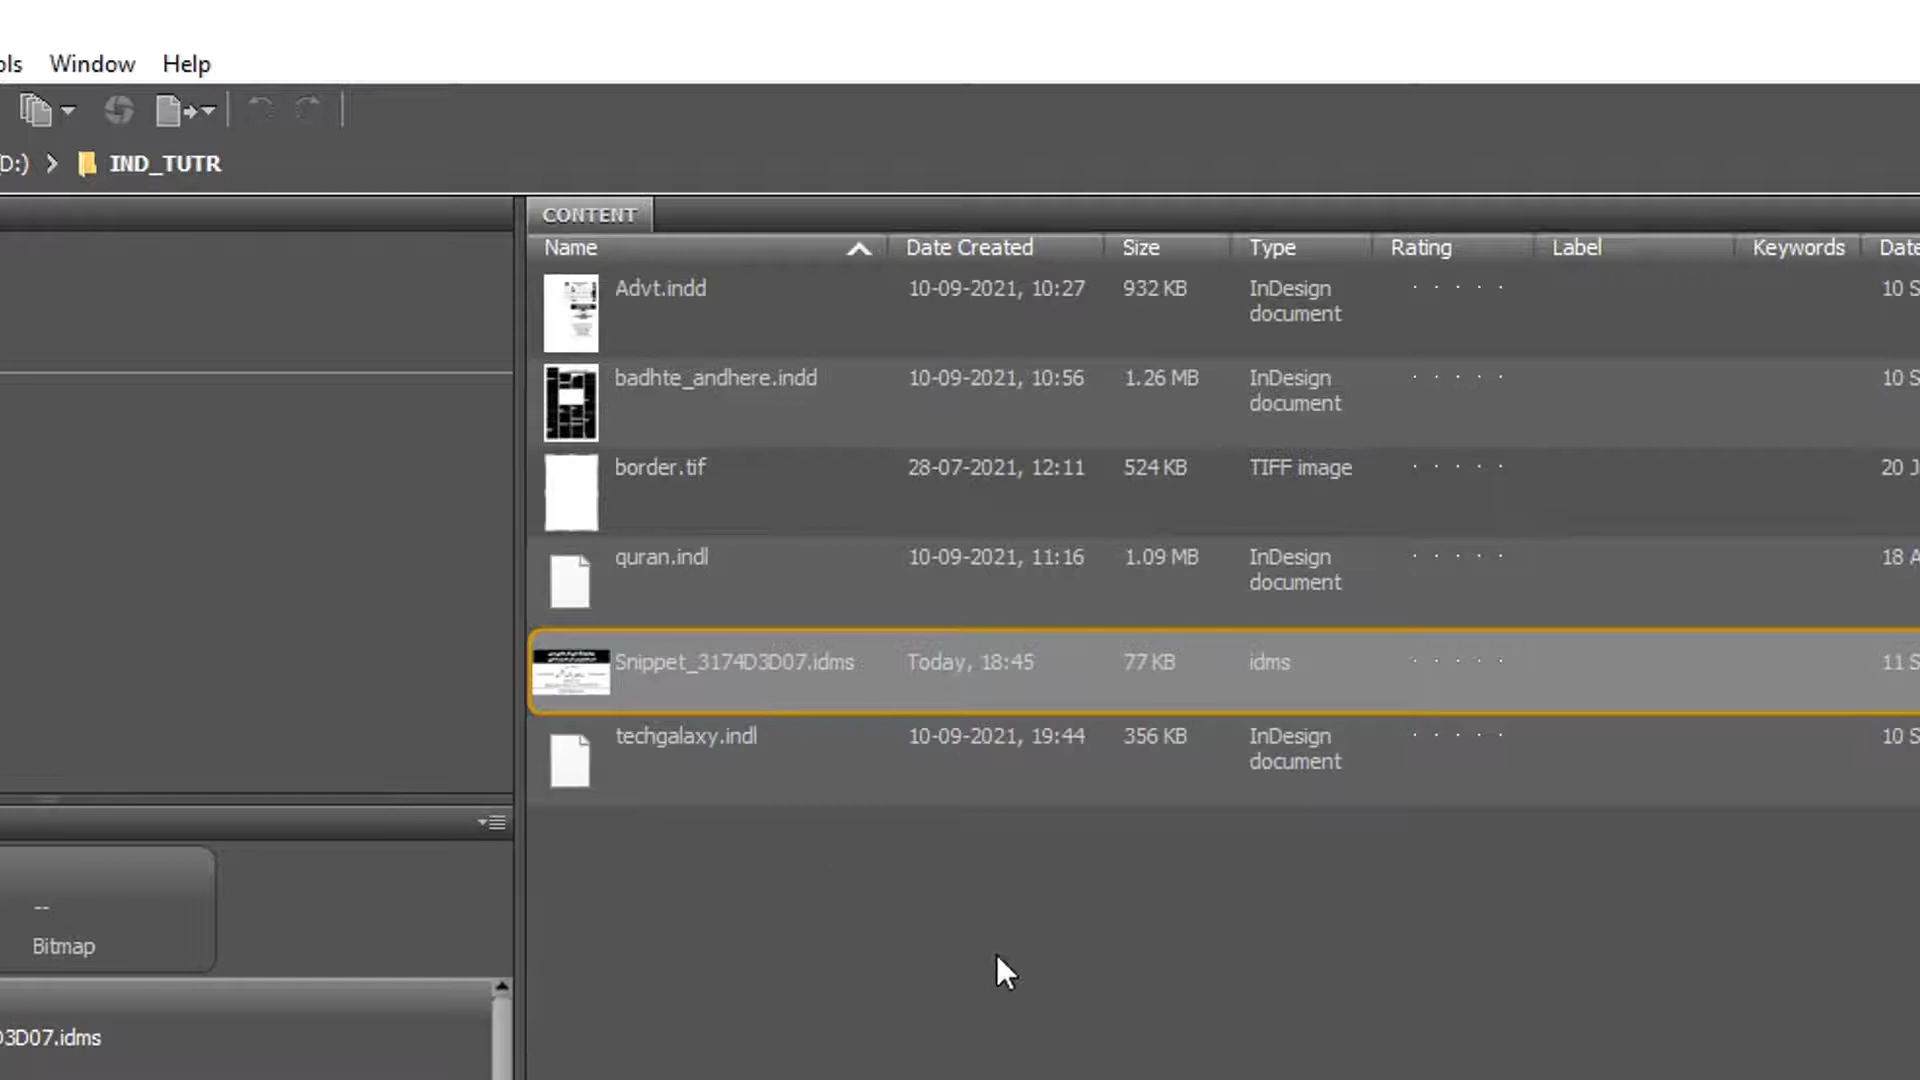 ols Window Help
D:) IND_TUTR
CONTENT
Name Date Created Size Type Rating Label Keywords Date
Advt.indd 10-09-2021, 10:27 932 KB InDesign document 10 S
badhte_andhere.indd 10-09-2021, 10:56 1.26 MB InDesign document 10 S
border.tif 28-07-2021, 12:11 524 KB TIFF image 20 J
quran.indl 10-09-2021, 11:16 1.09 MB InDesign document 18 A
Snippet_3174D3D07.idms Today, 18:45 77 KB idms 11 S
techgalaxy.indl 10-09-2021, 19:44 356 KB InDesign document 10 S
--
Bitmap
D3D07.idms